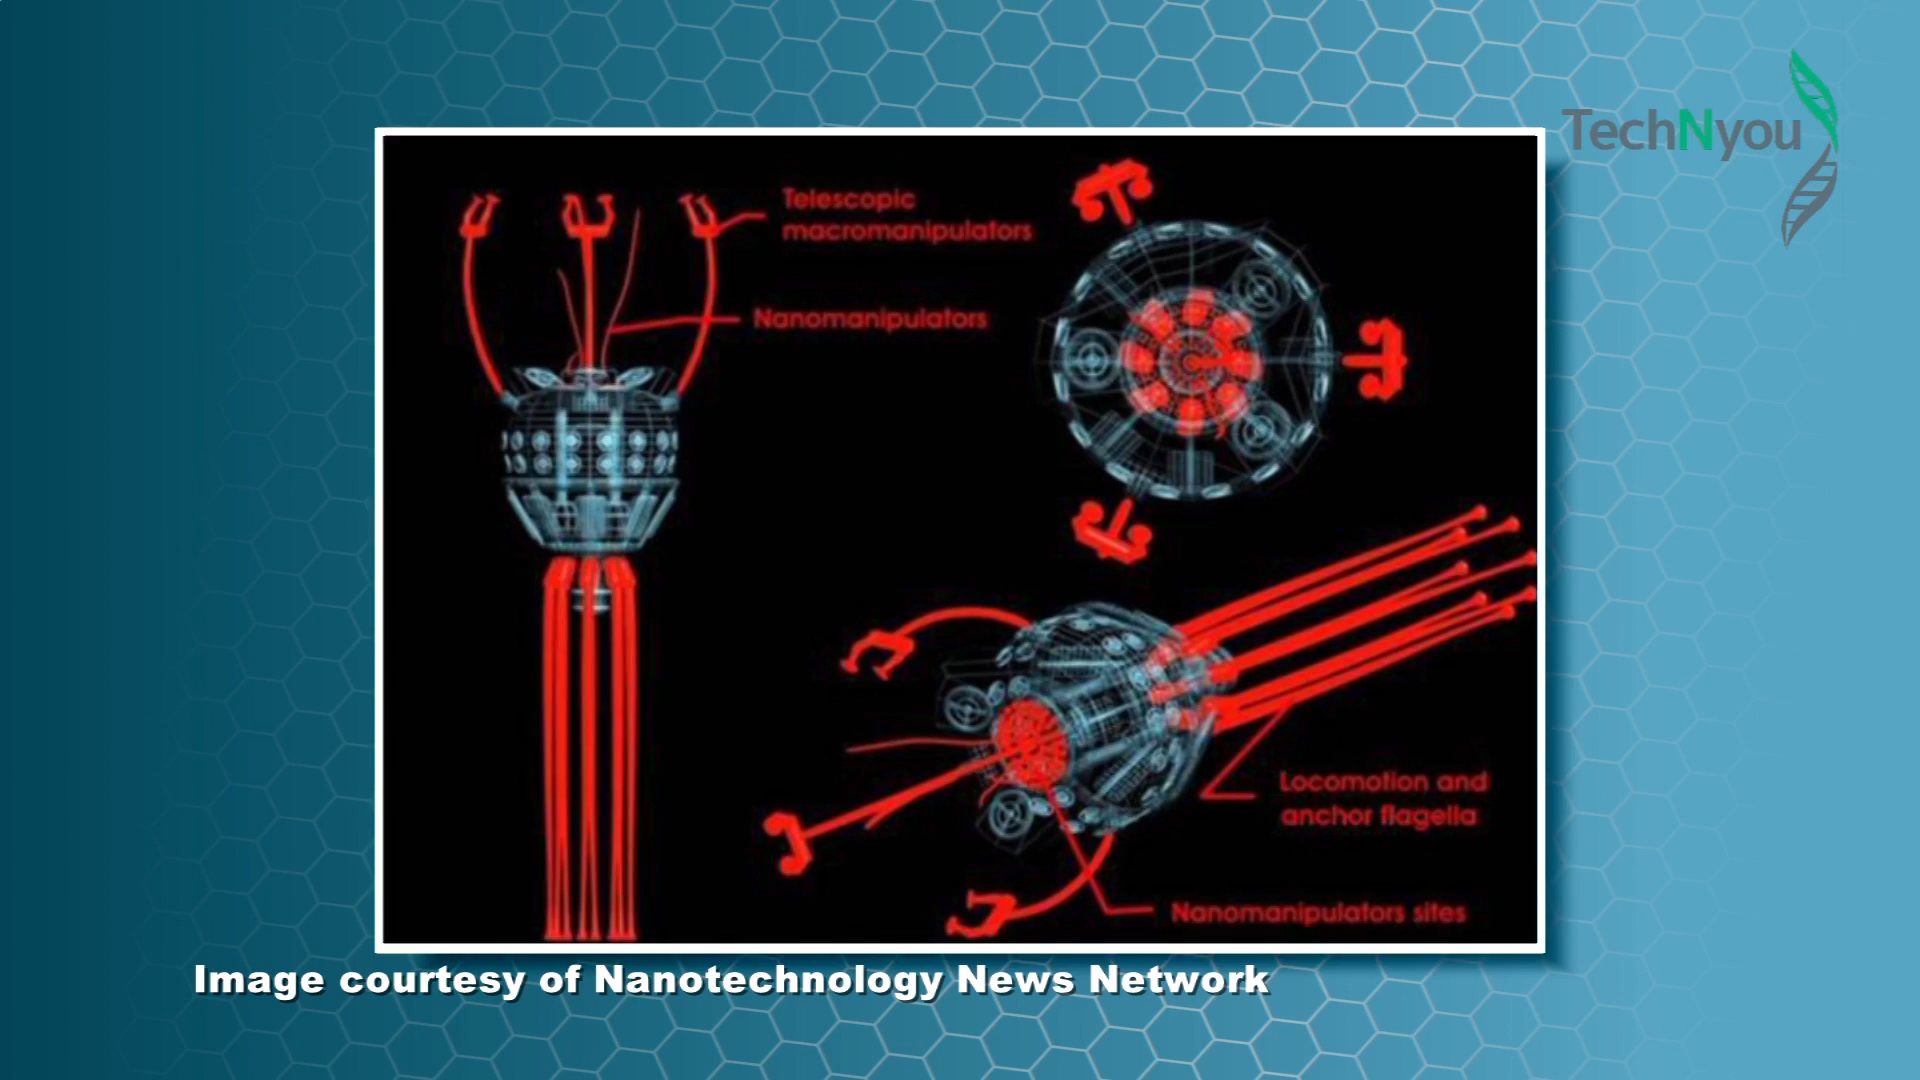 TechNyou
Telescopic
macromanipulators
Nanomanipulators
Locomotion and
anchor flagella
Nanomanipulators sites
Image courtesy of Nanotechnology News Network